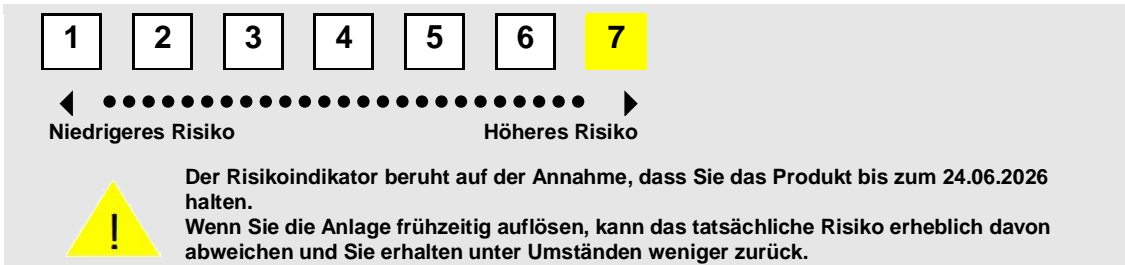 1 2 3 4 5 6 7
Niedrigeres Risiko Höheres Risiko
Der Risikoindikator beruht auf der Annahme, dass Sie das Produkt bis zum 24.06.2026
halten.
Wenn Sie die Anlage frühzeitig auflösen, kann das tatsächliche Risiko erheblich davon
abweichen und Sie erhalten unter Umständen weniger zurück.
!